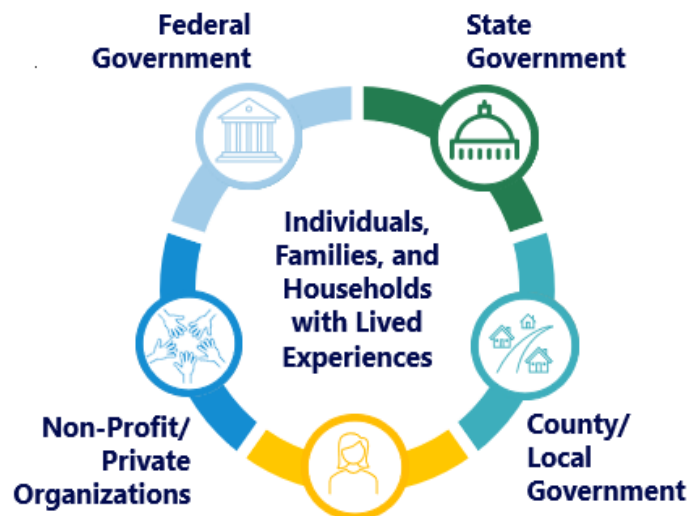 Federal
Government
State
Government
Individuals,
Families, and
Households
with Lived
Experiences
Non-Profit/
Private
Organizations
County/
Local
Government